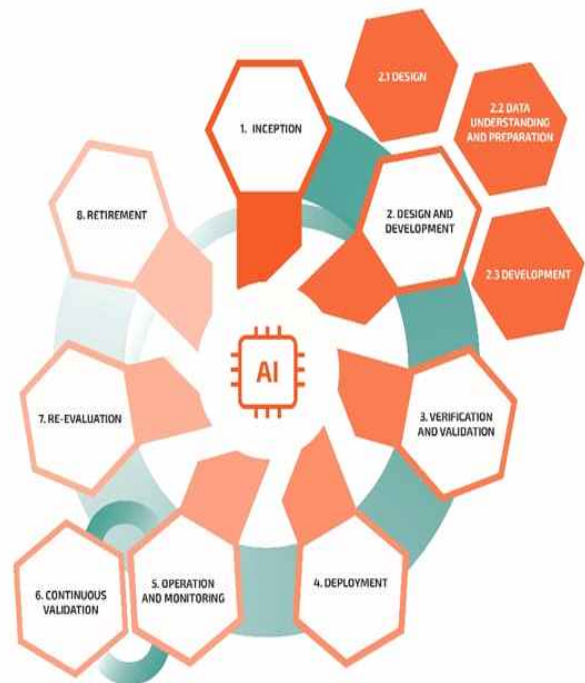 1. INCEPTION
2. DESIGN AND
DEVELOPMENT
2.1 DESIGN
2.2 DATA
UNDERSTANDING
AND PREPARATION
2.3 DEVELOPMENT
3. VERIFICATION
AND VALIDATION
4. DEPLOYMENT
5. OPERATION
AND MONITORING
6. CONTINUOUS
VALIDATION
7. RE-EVALUATION
8. RETIREMENT
AI